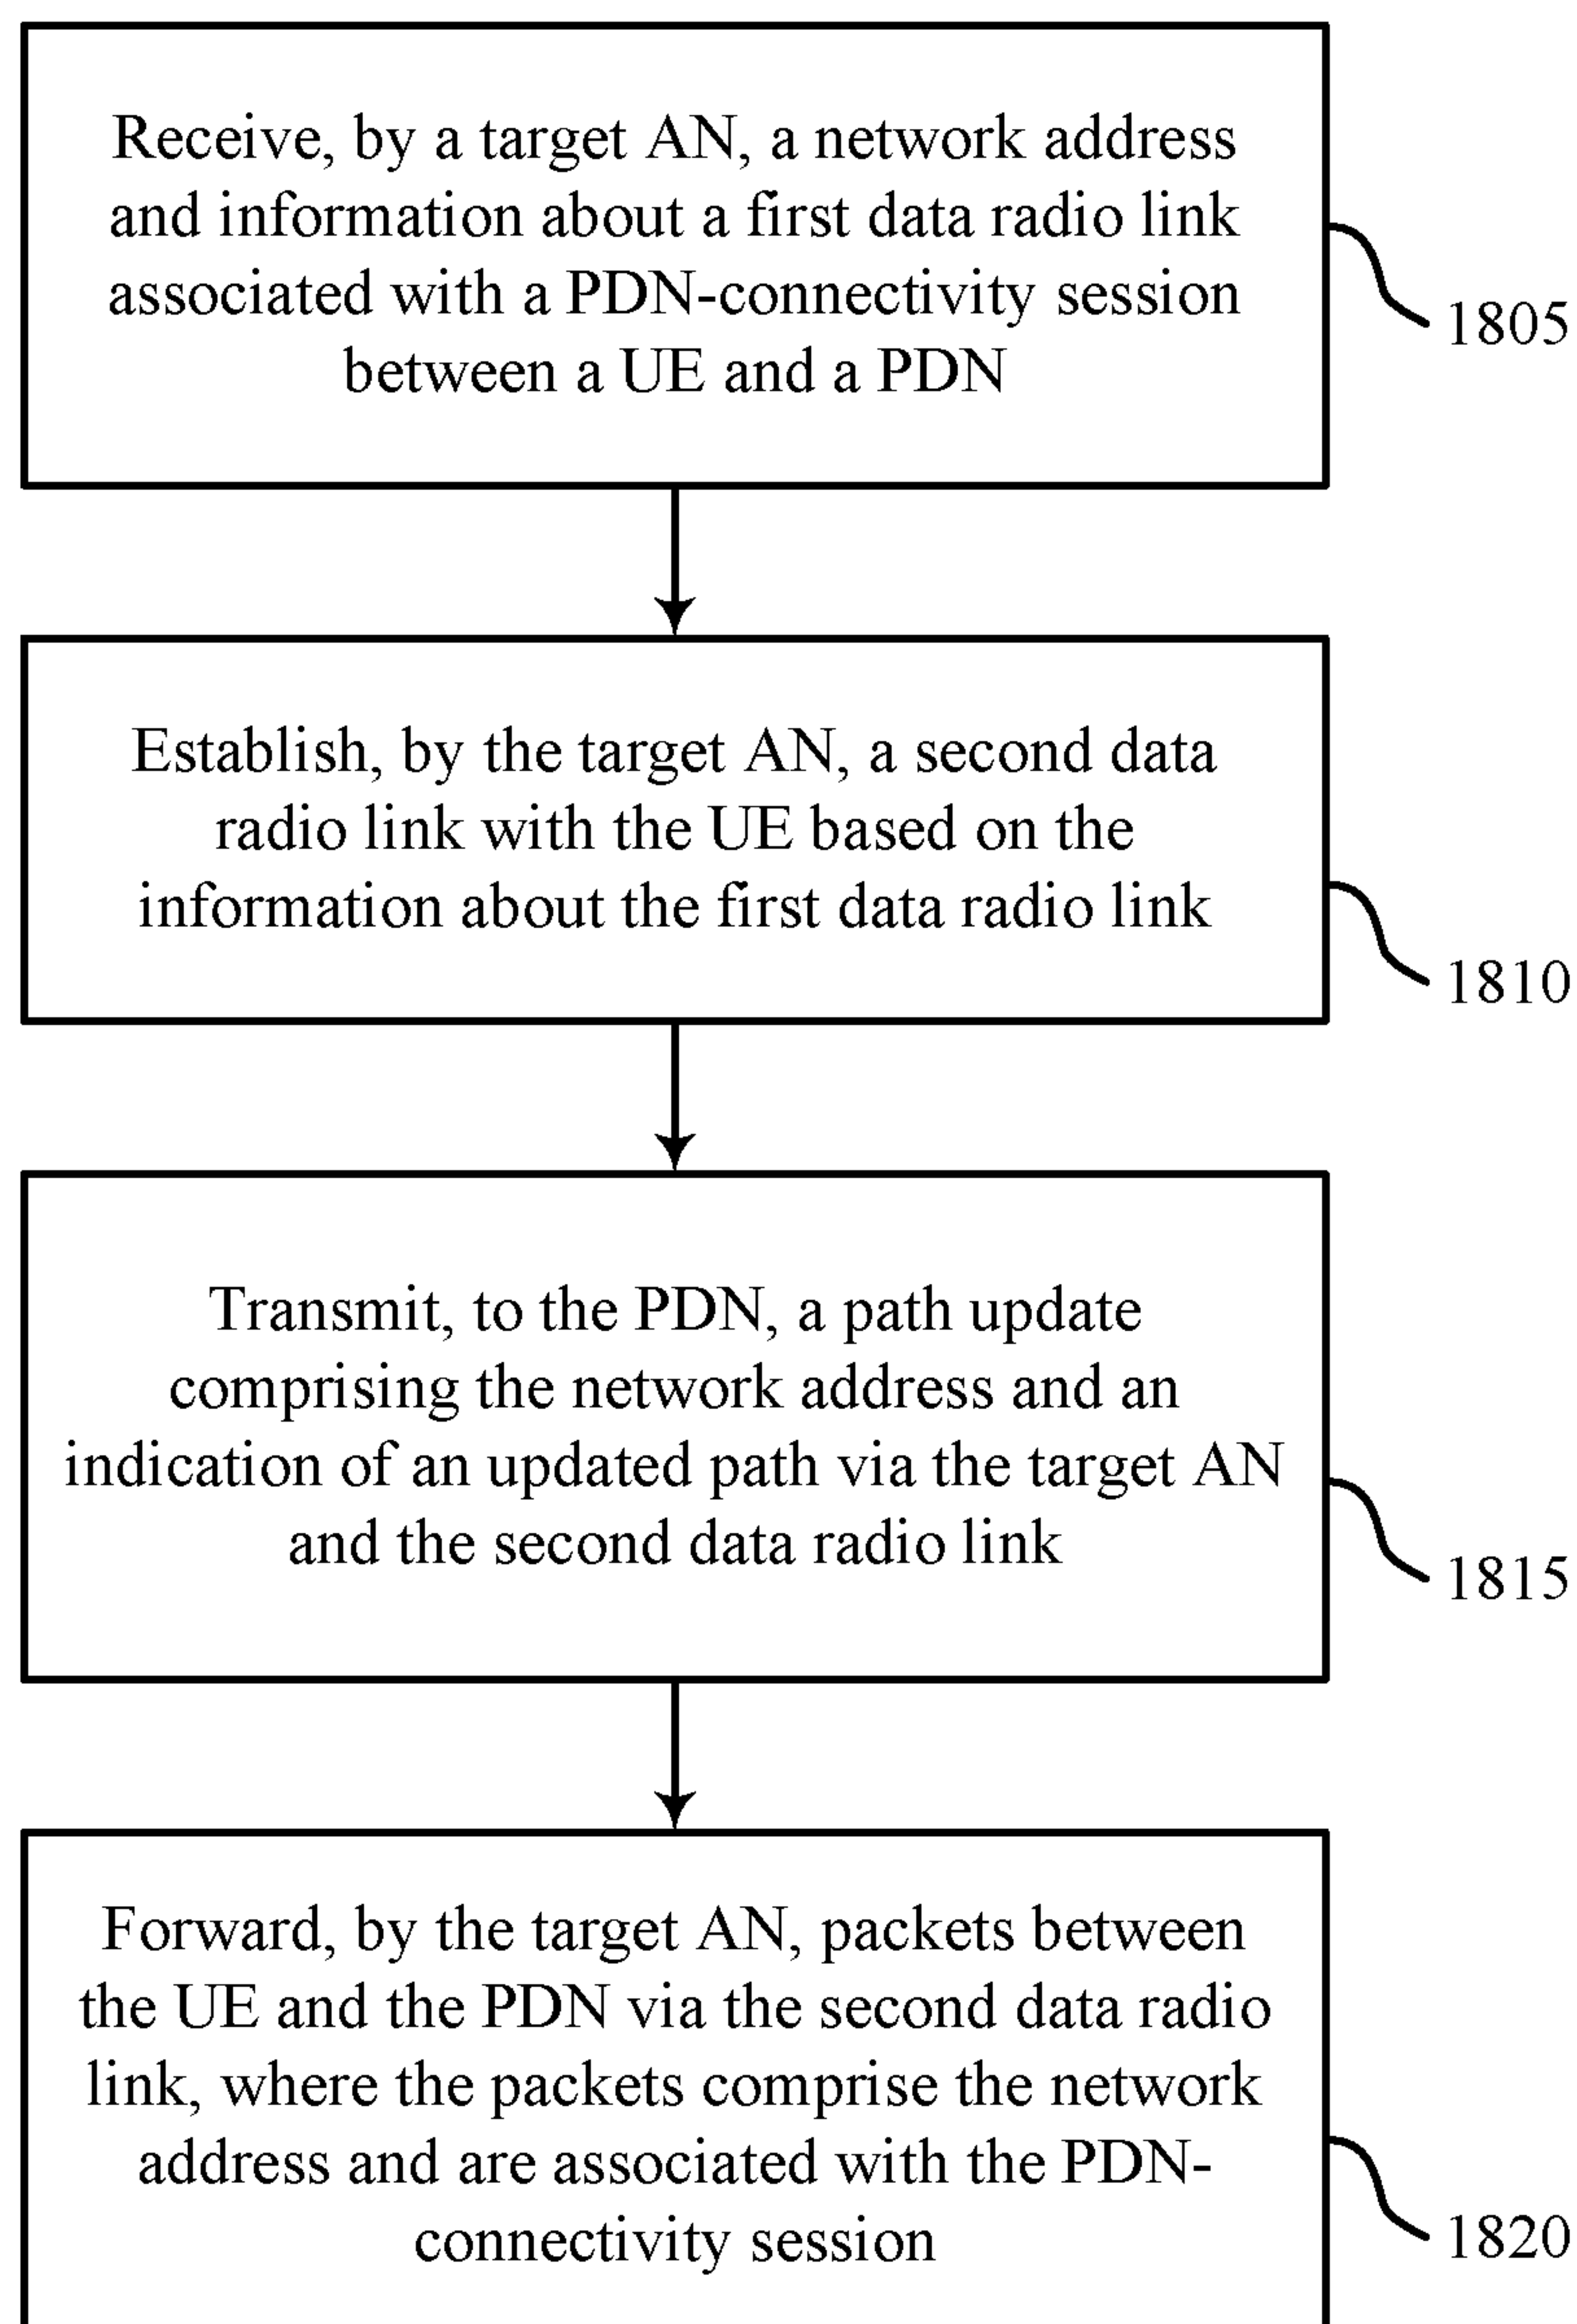 Receive, by a target AN, a network address
and information about a first data radio link
associated with a PDN-connectivity session
between a UE and a PDN
1805
Establish, by the target AN, a second data
radio link with the UE based on the
information about the first data radio link
1810
Transmit, to the PDN, a path update
comprising the network address and an
indication of an updated path via the target AN
and the second data radio link
1815
Forward, by the target AN, packets between
the UE and the PDN via the second data radio
link, where the packets comprise the network
address and are associated with the PDN-
connectivity session
1820